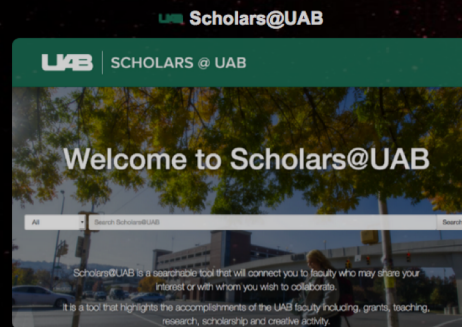 UAB Scholars@UAB
UAB SCHOLARS @ UAB
Welcome to Scholars@UAB
All Search Scholars@UAB Search
Scholars@UAB is a searchable tool that will connect you to faculty who may share your
interest or with whom you wish to collaborate.
It is a tool that highlights the accomplishments of the UAB faculty including, grants, teaching,
research, scholarship and creative activity.